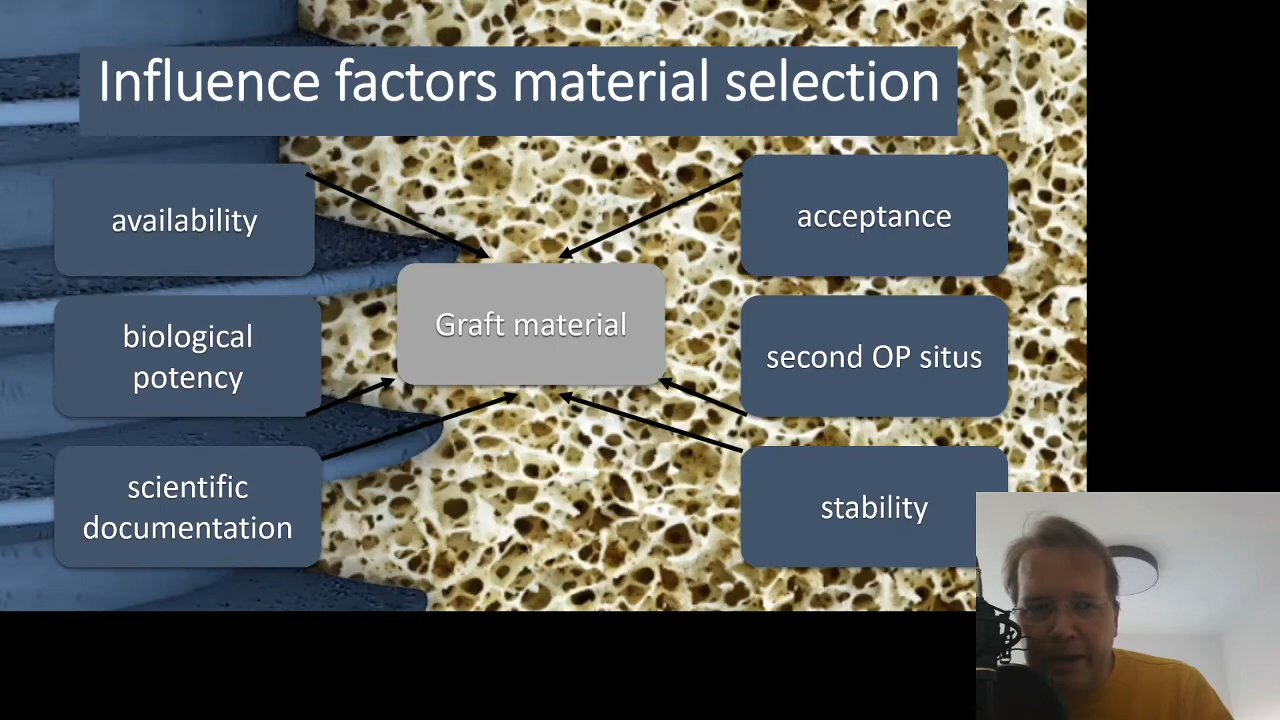 Influence factors material selection
availability
acceptance
Graft material
biological
potency
second OP situs
scientific
documentation
stability